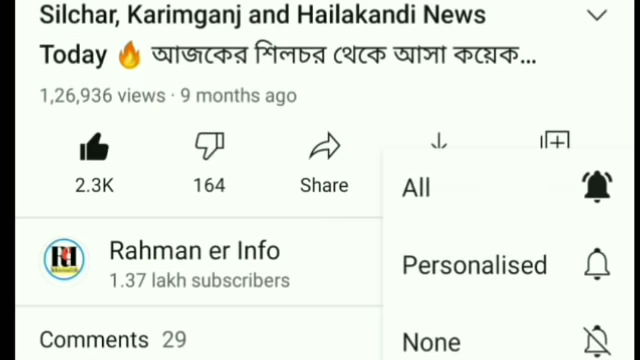 Silchar, Karimganj and Hailakandi News
Today 🔥 আজকের শিলচর থেকে আসা কয়েক...
1,26,936 views · 9 months ago
2.3K
164
Share
All
Rahman er Info
1.37 lakh subscribers
Personalised
Comments 29
None